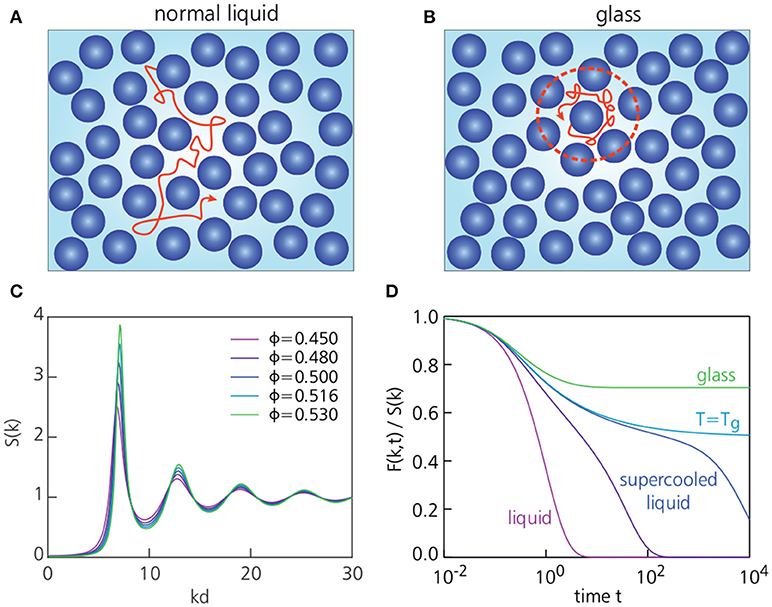 A
normal liquid
B
glass
C
4
3
2
1
0
S(k)
0
10
20
30
kd
ϕ=0.450
ϕ=0.480
ϕ=0.500
ϕ=0.516
ϕ=0.530
D
1.0
0.8
0.6
0.4
0.2
0.0
F(k,t) / S(k)
glass
T=Tg
supercooled
liquid
liquid
10⁻²
10⁰
10²
10⁴
time t